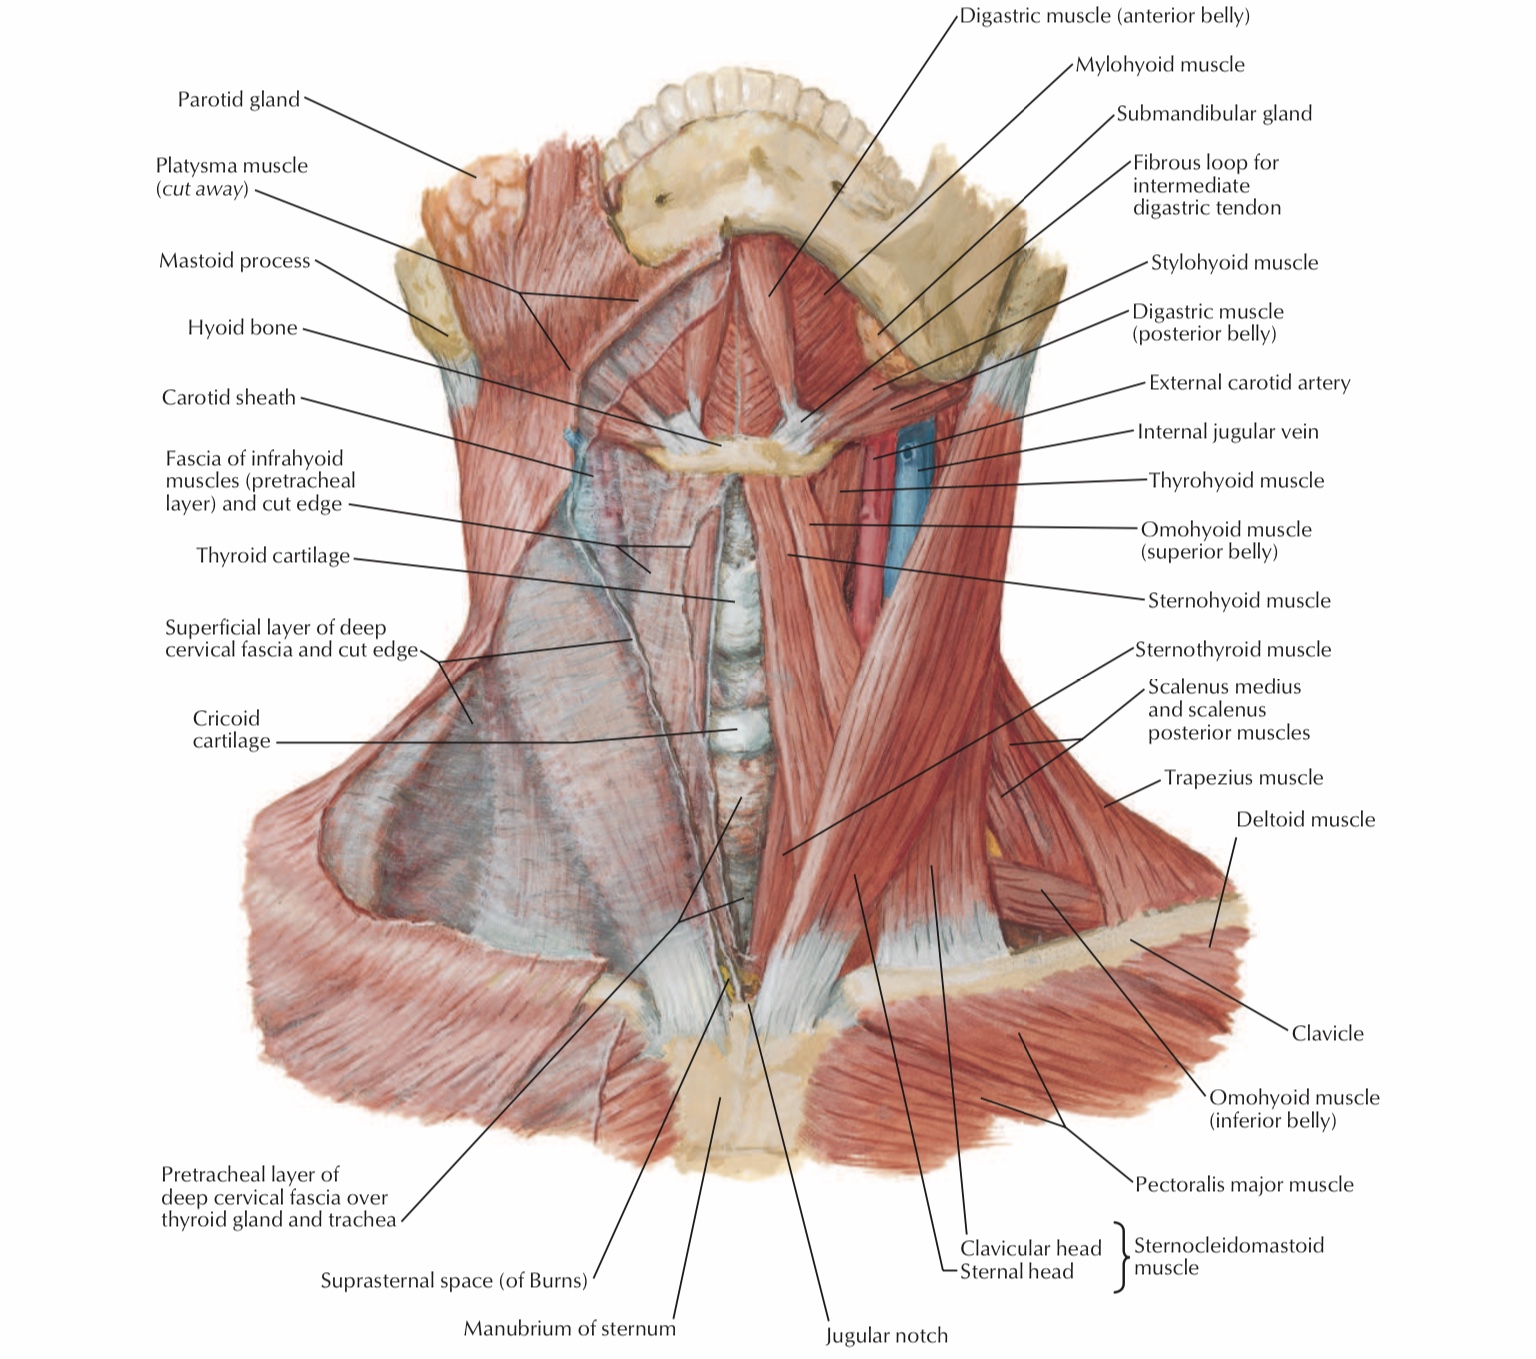 Parotid gland
Platysma muscle
(cut away)
Mastoid process
Hyoid bone
Carotid sheath
Fascia of infrahyoid
muscles (pretracheal
layer) and cut edge
Thyroid cartilage
Superficial layer of deep
cervical fascia and cut edge
Cricoid
cartilage
Pretracheal layer of
deep cervical fascia over
thyroid gland and trachea
Suprasternal space (of Burns)
Manubrium of sternum
Digastric muscle (anterior belly)
Mylohyoid muscle
Submandibular gland
Fibrous loop for
intermediate
digastric tendon
Stylohyoid muscle
Digastric muscle
(posterior belly)
External carotid artery
Internal jugular vein
Thyrohyoid muscle
Omohyoid muscle
(superior belly)
Sternohyoid muscle
Sternothyroid muscle
Scalenus medius
and scalenus
posterior muscles
Trapezius muscle
Deltoid muscle
Clavicle
Omohyoid muscle
(inferior belly)
Pectoralis major muscle
Clavicular head
Sternal head
Sternocleidomastoid
muscle
Jugular notch